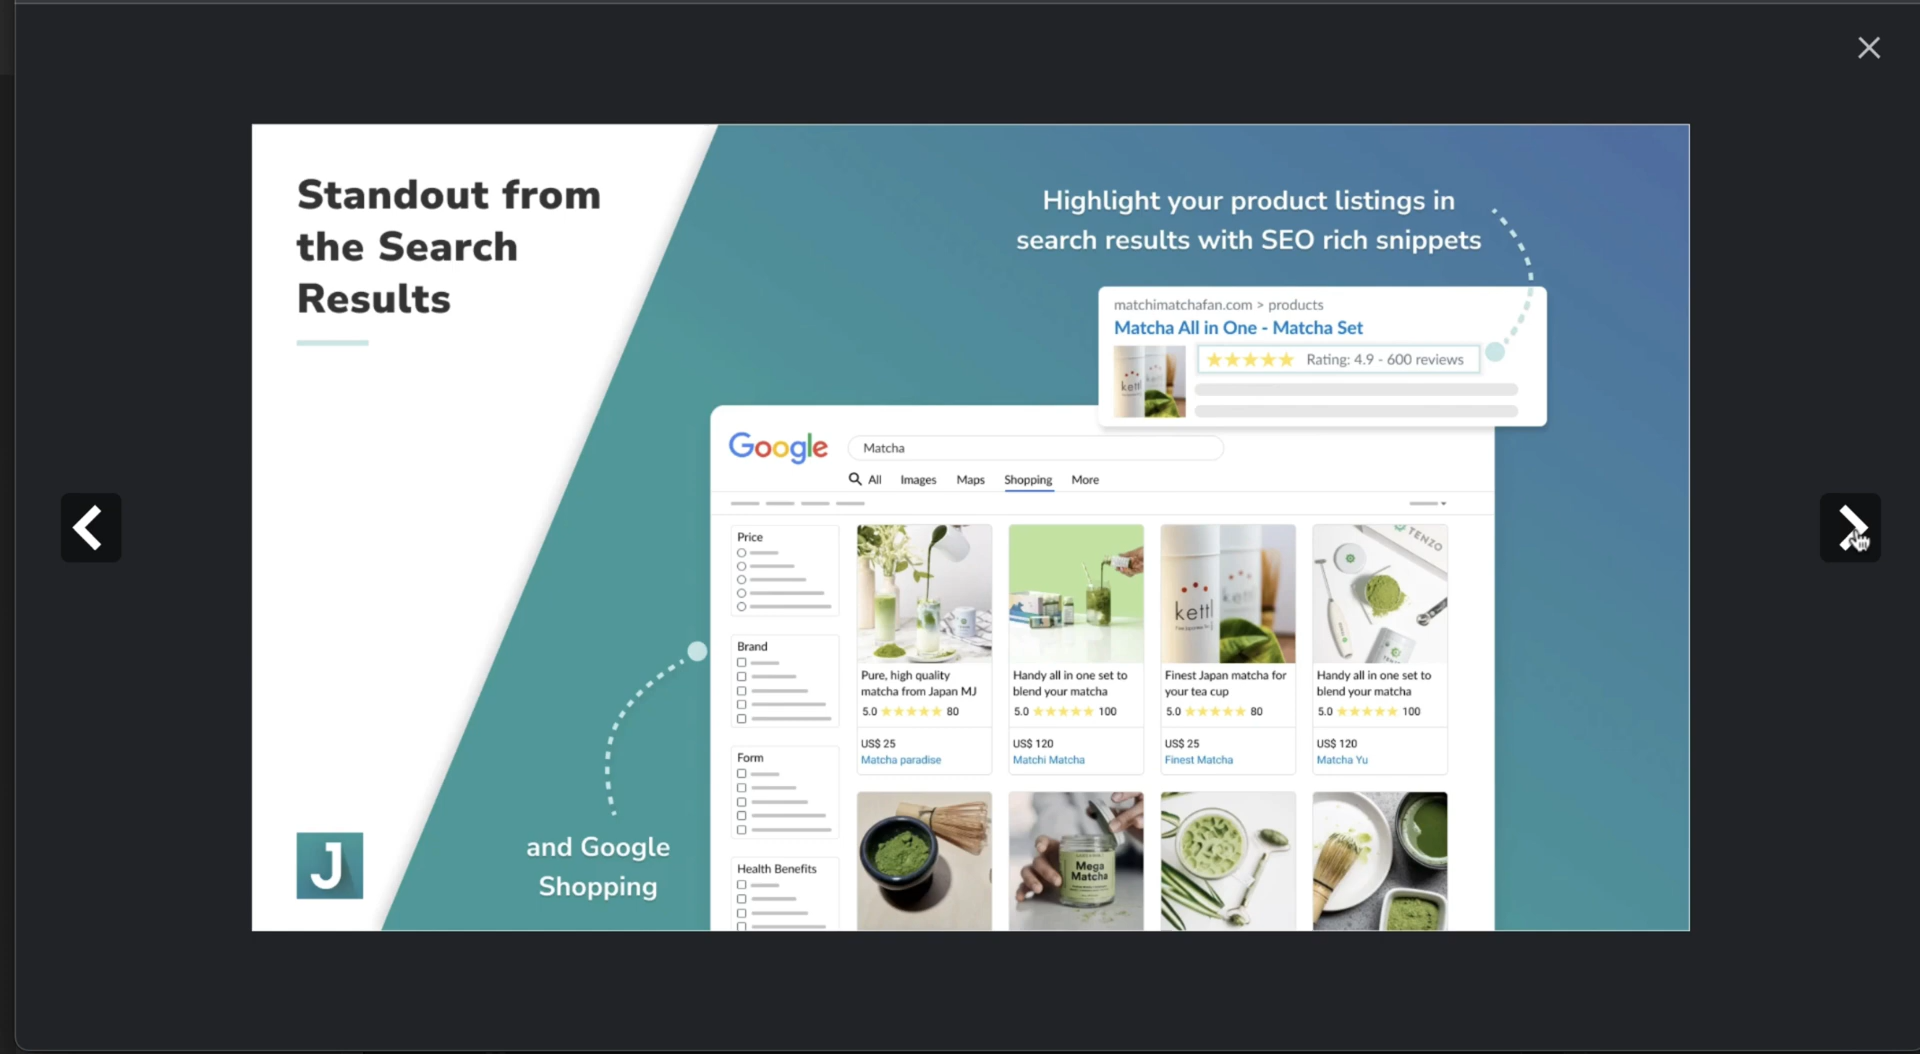 Standout from
the Search
Results
Highlight your product listings in
search results with SEO rich snippets
matchimatchafan.com > products
Matcha All in One - Matcha Set
kettl
Rating: 4.9 - 600 reviews
Google
Matcha
All Images Maps Shopping More
Price
Brand
Form
Health Benefits
kettl
TENZO
Pure, high quality
matcha from Japan MJ
5.0 80
US$ 25
Matcha paradise
Handy all in one set to
blend your matcha
5.0 100
US$ 120
Matchi Matcha
Finest Japan matcha for
your tea cup
5.0 80
US$ 25
Finest Matcha
Handy all in one set to
blend your matcha
5.0 100
US$ 120
Matcha Yu
Mega
Matcha
and Google
Shopping
J